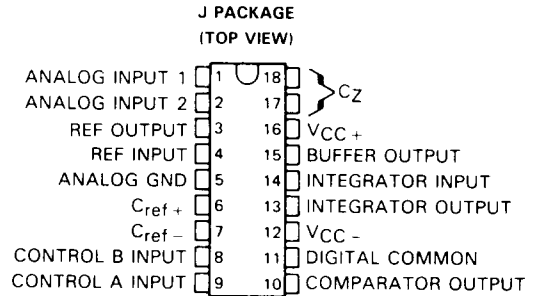 J PACKAGE
(TOP VIEW)
ANALOG INPUT 1 1 18 CZ
ANALOG INPUT 2 2 17
REF OUTPUT 3 16 VCC +
REF INPUT 4 15 BUFFER OUTPUT
ANALOG GND 5 14 INTEGRATOR INPUT
Cref + 6 13 INTEGRATOR OUTPUT
Cref − 7 12 VCC −
CONTROL B INPUT 8 11 DIGITAL COMMON
CONTROL A INPUT 9 10 COMPARATOR OUTPUT